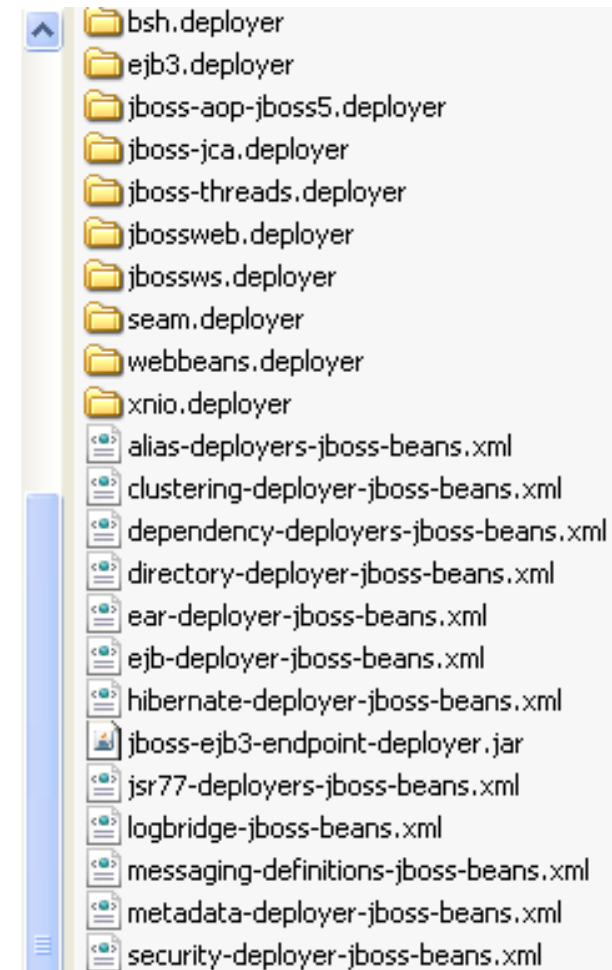 bsh.deployer
ejb3.deployer
jboss-aop-jboss5.deployer
jboss-jca.deployer
jboss-threads.deployer
jbossweb.deployer
jbossws.deployer
seam.deployer
webbeans.deployer
xnio.deployer
alias-deployers-jboss-beans.xml
clustering-deployer-jboss-beans.xml
dependency-deployers-jboss-beans.xml
directory-deployer-jboss-beans.xml
ear-deployer-jboss-beans.xml
ejb-deployer-jboss-beans.xml
hibernate-deployer-jboss-beans.xml
jboss-ejb3-endpoint-deployer.jar
jsr77-deployers-jboss-beans.xml
logbridge-jboss-beans.xml
messaging-definitions-jboss-beans.xml
metadata-deployer-jboss-beans.xml
security-deployer-jboss-beans.xml